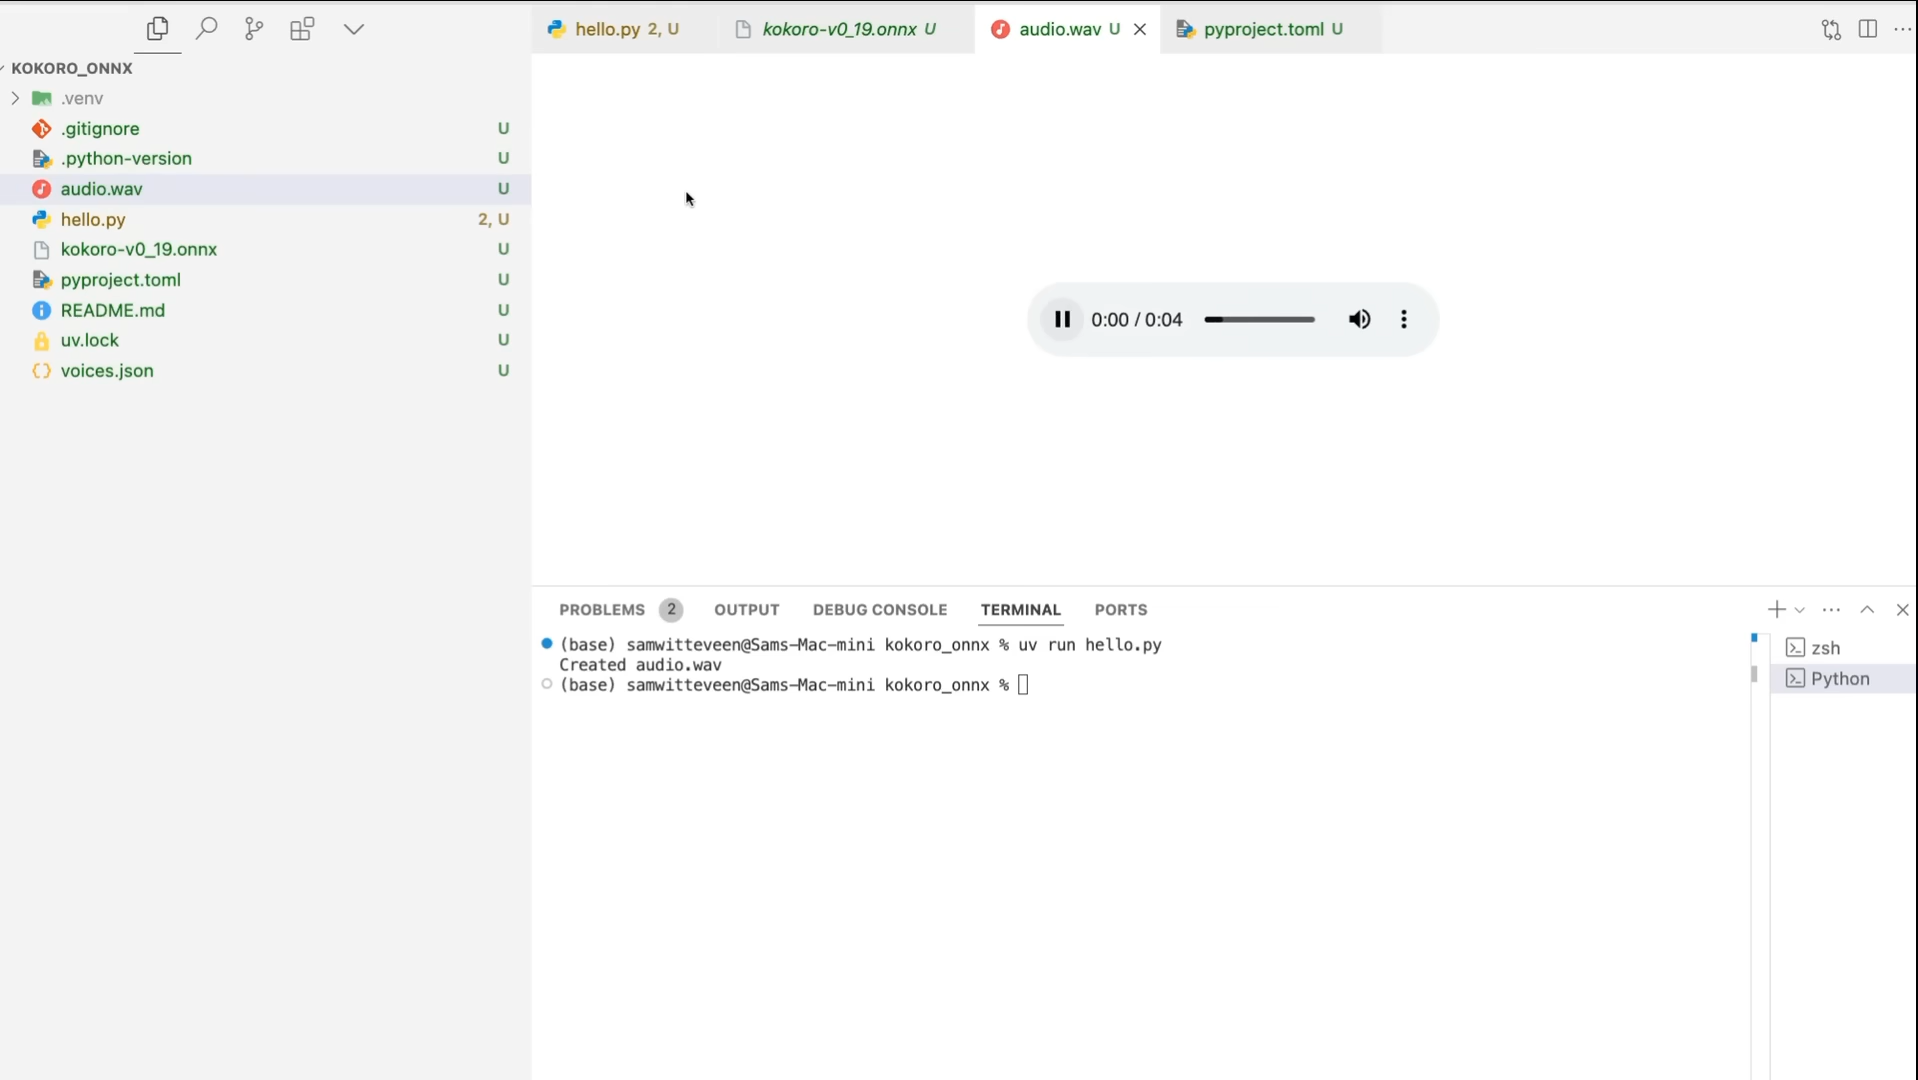 hello.py 2, U
kokoro-v0_19.onnx U
audio.wav U
pyproject.toml U
KOKORO_ONNX
.venv
.gitignore U
.python-version U
audio.wav U
hello.py 2, U
kokoro-v0_19.onnx U
pyproject.toml U
README.md U
uv.lock U
voices.json U
0:00 / 0:04
PROBLEMS 2 OUTPUT DEBUG CONSOLE TERMINAL PORTS
(base) samwitteveen@Sams-Mac-mini kokoro_onnx % uv run hello.py
Created audio.wav
(base) samwitteveen@Sams-Mac-mini kokoro_onnx %
zsh
Python